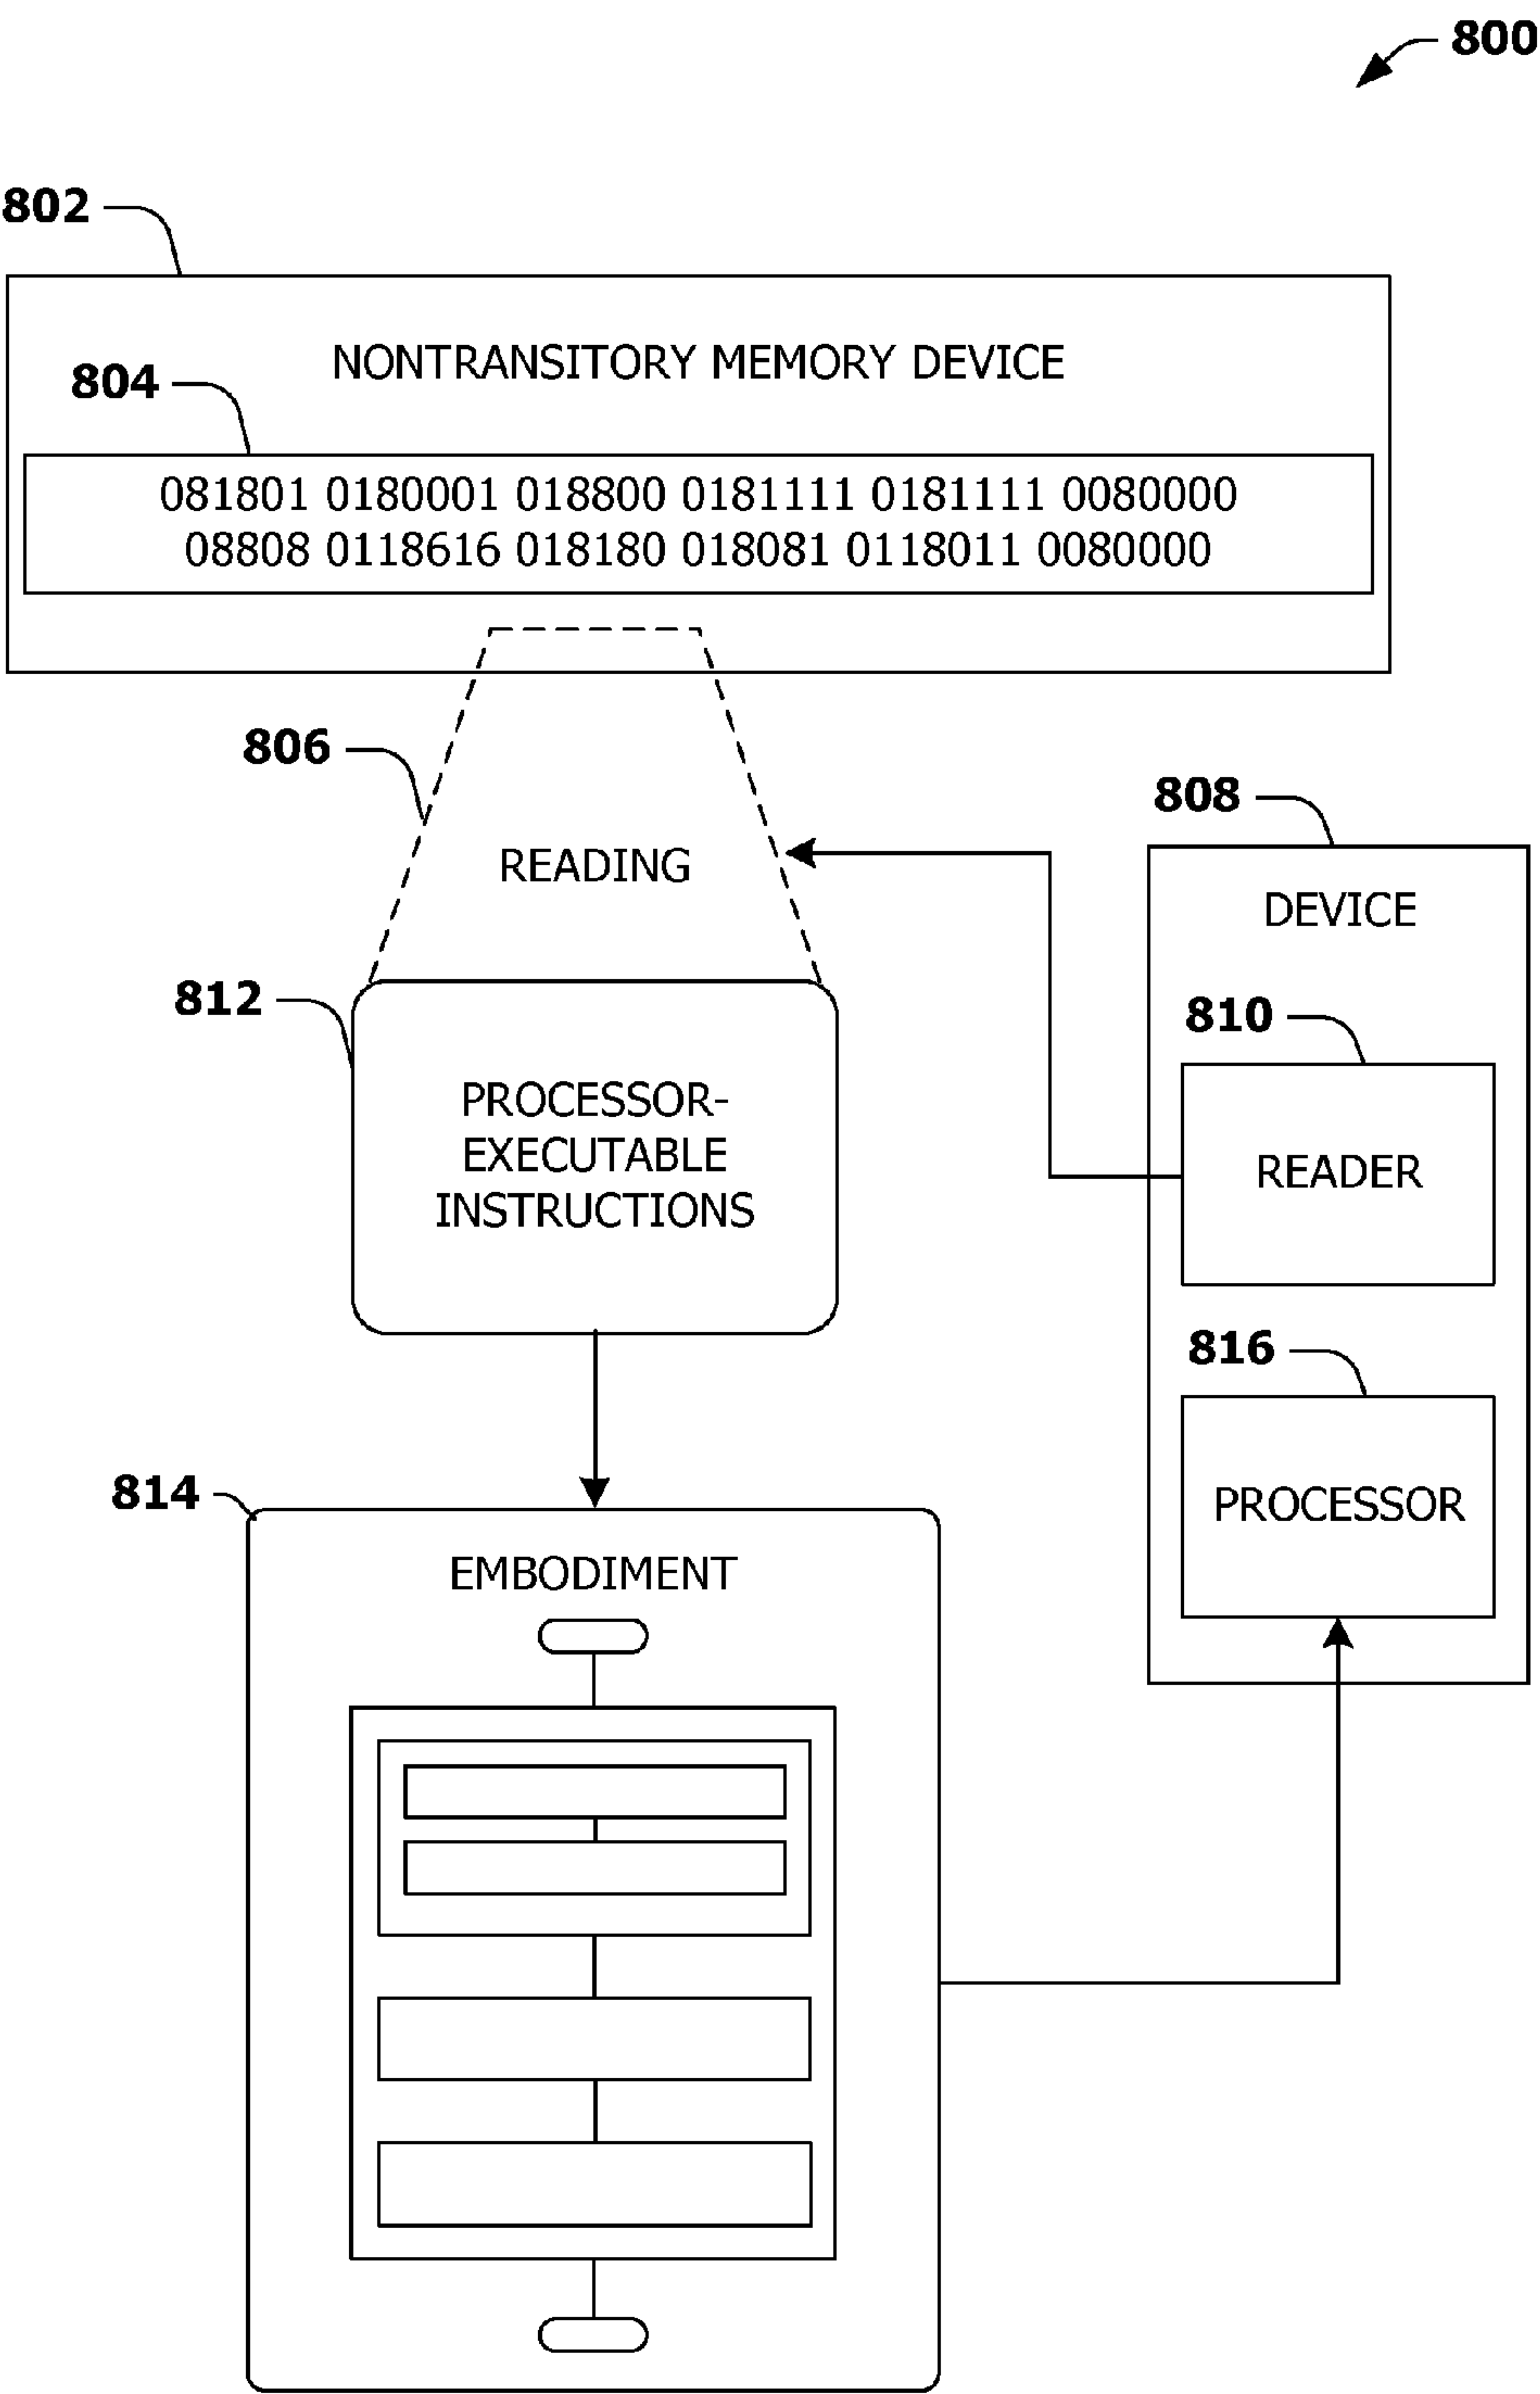 800
802
NONTRANSITORY MEMORY DEVICE
804
081801 0180001 018800 0181111 0181111 0080000
08808 0118616 018180 018081 0118011 0080000
806
READING
808
DEVICE
812
PROCESSOR-
EXECUTABLE
INSTRUCTIONS
810
READER
816
PROCESSOR
814
EMBODIMENT